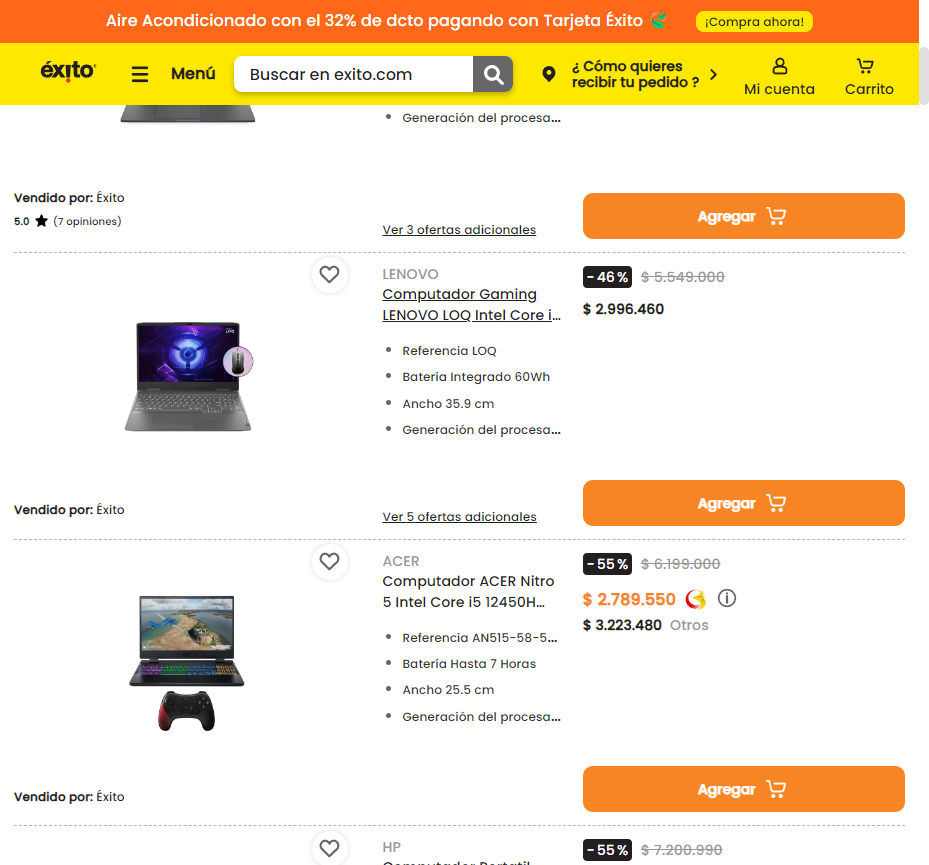 Aire Acondicionado con el 32% de dcto pagando con Tarjeta Éxito
¡Compra ahora!
éxito
Menú
Buscar en exito.com
¿ Cómo quieres
recibir tu pedido ?
Mi cuenta
Carrito
Generación del procesa...
Vendido por: Éxito
5.0 (7 opiniones)
Ver 3 ofertas adicionales
Agregar
LENOVO
Computador Gaming
LENOVO LOQ Intel Core i...
Referencia LOQ
Batería Integrado 60Wh
Ancho 35.9 cm
Generación del procesa...
-46% $ 5.549.000
$ 2.996.460
Vendido por: Éxito
Ver 5 ofertas adicionales
Agregar
ACER
Computador ACER Nitro
5 Intel Core i5 12450H...
Referencia AN515-58-5...
Batería Hasta 7 Horas
Ancho 25.5 cm
Generación del procesa...
-55% $ 6.199.000
$ 2.789.550
$ 3.223.480 Otros
Vendido por: Éxito
Agregar
HP
Computador Portatil
-55% $ 7.200.990